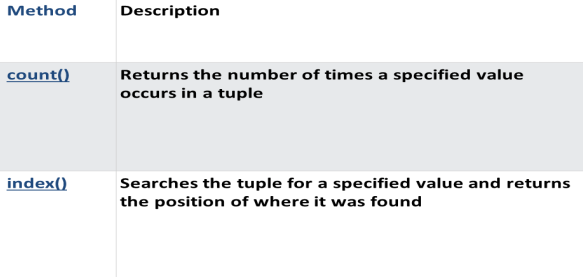 Method Description
count() Returns the number of times a specified value
occurs in a tuple
index() Searches the tuple for a specified value and returns
the position of where it was found